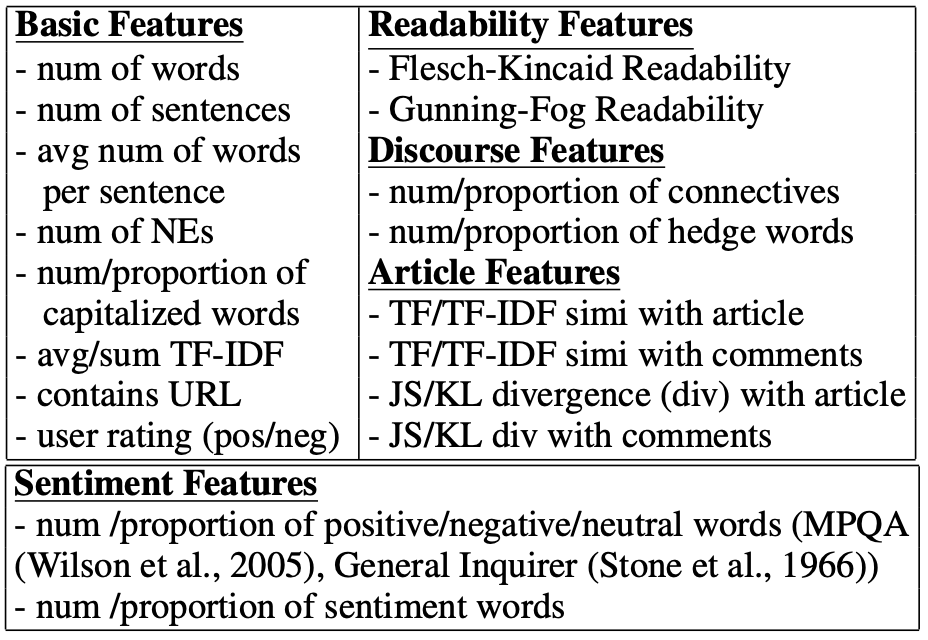 Basic Features
- num of words
- num of sentences
- avg num of words
per sentence
- num of NEs
- num/proportion of
capitalized words
- avg/sum TF-IDF
- contains URL
- user rating (pos/neg)
Readability Features
- Flesch-Kincaid Readability
- Gunning-Fog Readability
Discourse Features
- num/proportion of connectives
- num/proportion of hedge words
Article Features
- TF/TF-IDF simi with article
- TF/TF-IDF simi with comments
- JS/KL divergence (div) with article
- JS/KL div with comments
Sentiment Features
- num /proportion of positive/negative/neutral words (MPQA
(Wilson et al., 2005), General Inquirer (Stone et al., 1966))
- num /proportion of sentiment words